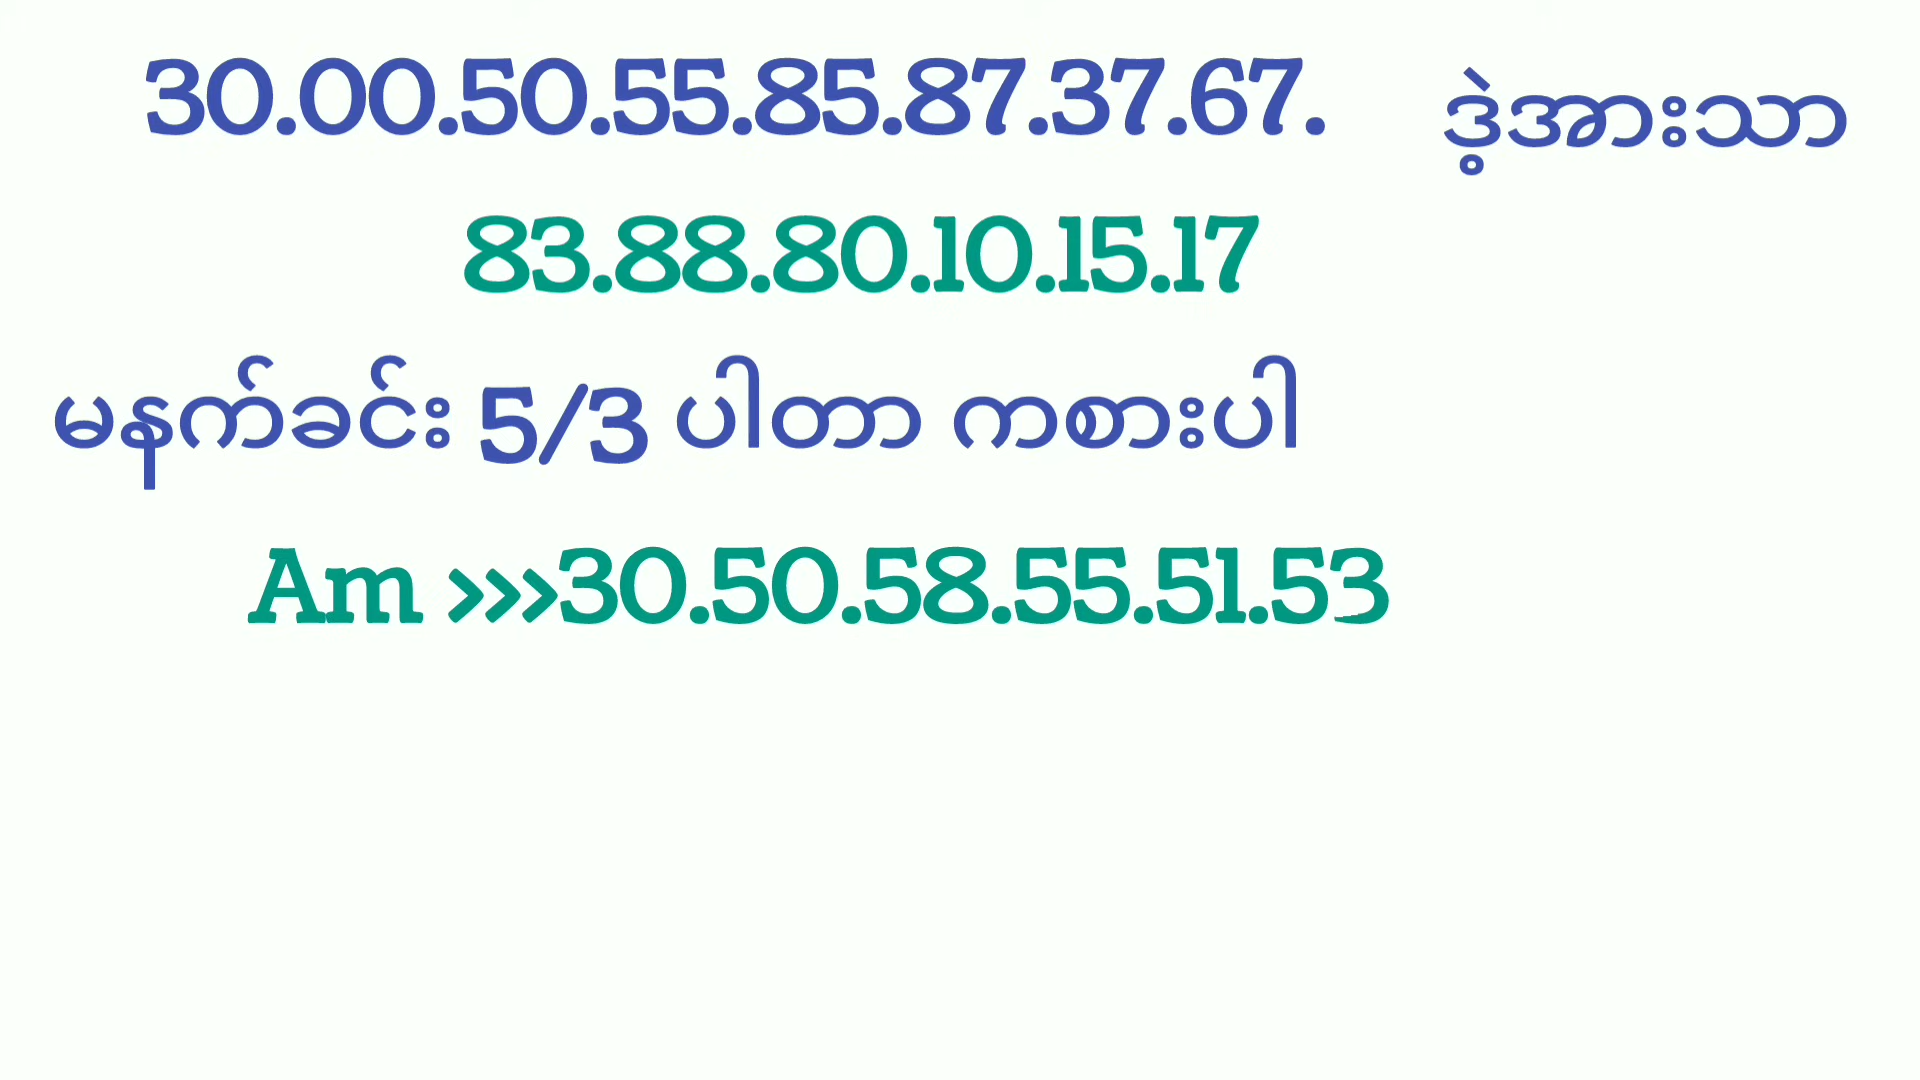 30.00.50.55.85.87.37.67. ဒဲ့အားသာ
83.88.80.10.15.17
မနက်ခင်း 5/3 ပါတာ ကစားပါ
Am >>>30.50.58.55.51.53